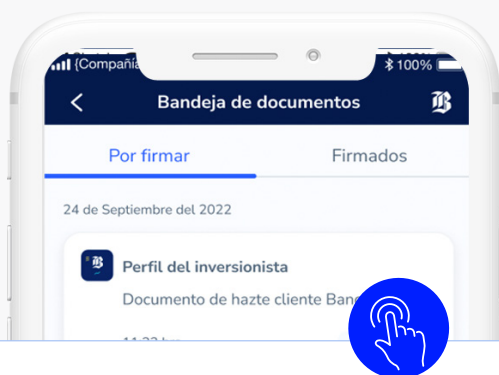 {Compañía
100%
Bandeja de documentos
B
Por firmar
Firmados
24 de Septiembre del 2022
B
Perfil del inversionista
Documento de hazte cliente